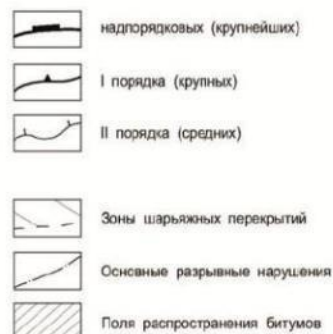 надпорядковых (крупнейших)
I порядка (крупных)
II порядка (средних)
Зоны шарьяжных перекрытий
Основные разрывные нарушения
Поля распространения битумов